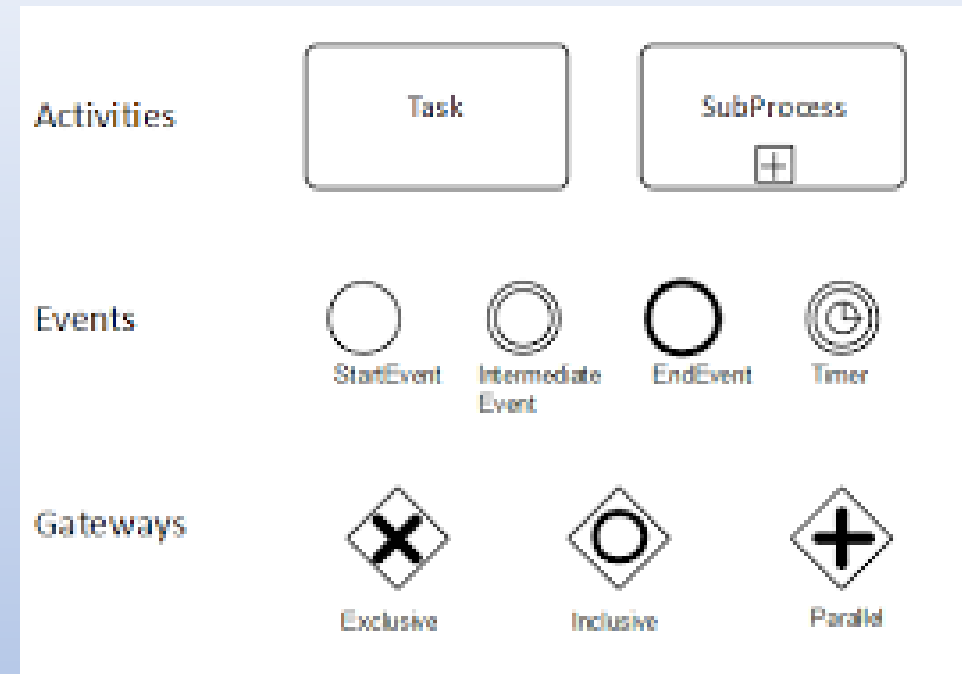 Activities
Task
SubProcess
Events
StartEvent
Intermediate
Event
EndEvent
Timer
Gateways
Exclusive
Inclusive
Parallel